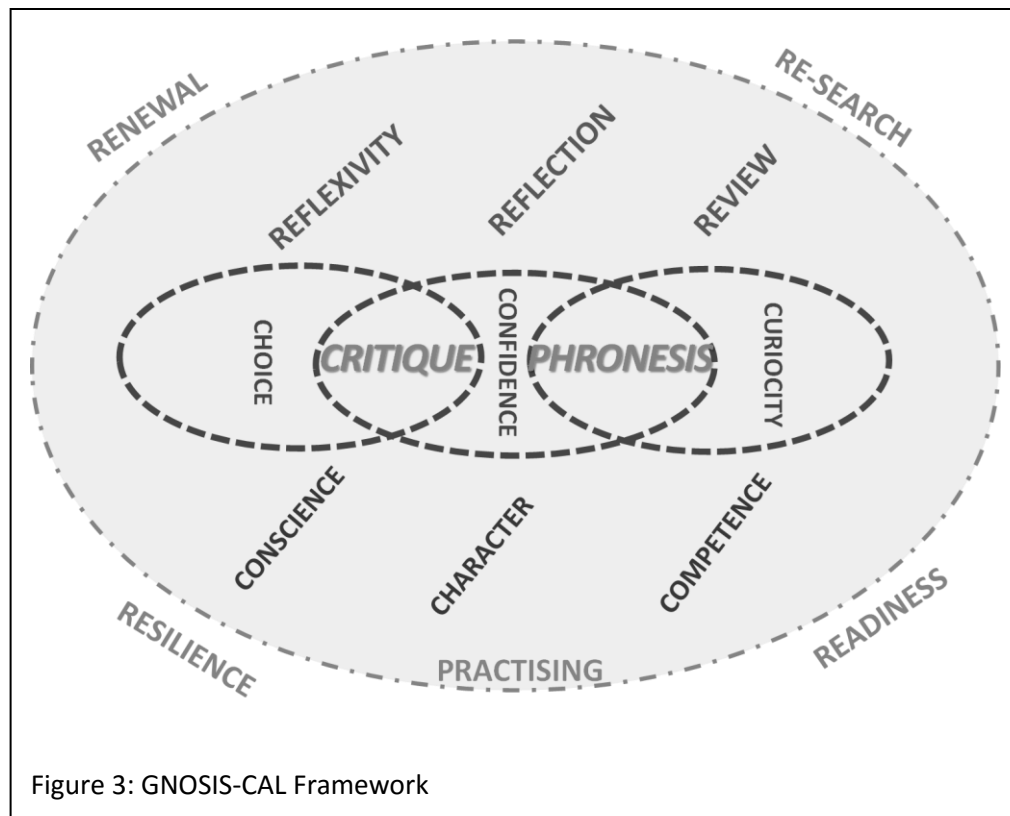 RENEWAL
RE-SEARCH
REFLEXIVITY
REFLECTION
REVIEW
CHOICE
CRITIQUE
CONFIDENCE
PHRONESIS
CURIOCITY
CONSCIENCE
CHARACTER
COMPETENCE
RESILIENCE
PRACTISING
READINESS
Figure 3: GNOSIS-CAL Framework